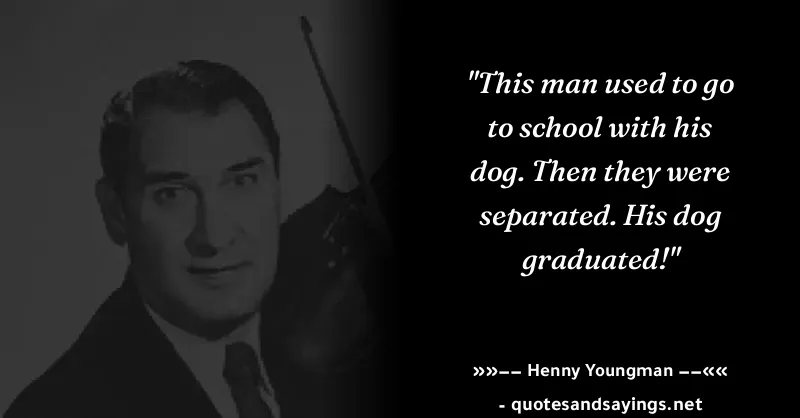 "This man used to go
to school with his
dog. Then they were
separated. His dog
graduated!"
»»−− Henny Youngman −−««
- quotesandsayings.net